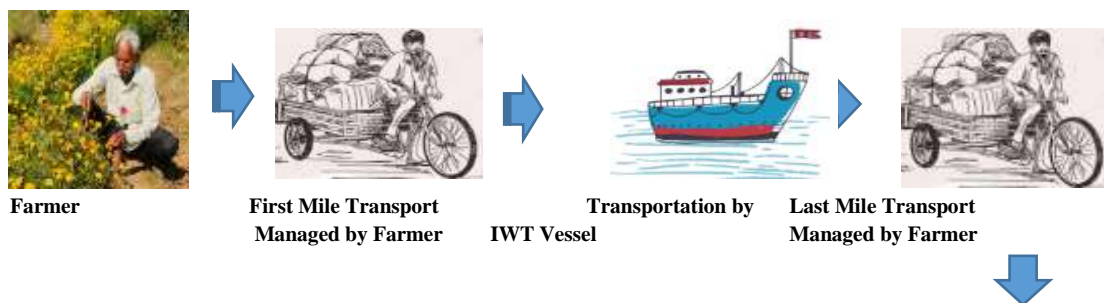 Farmer First Mile Transport Transportation by Last Mile Transport
Managed by Farmer IWT Vessel Managed by Farmer